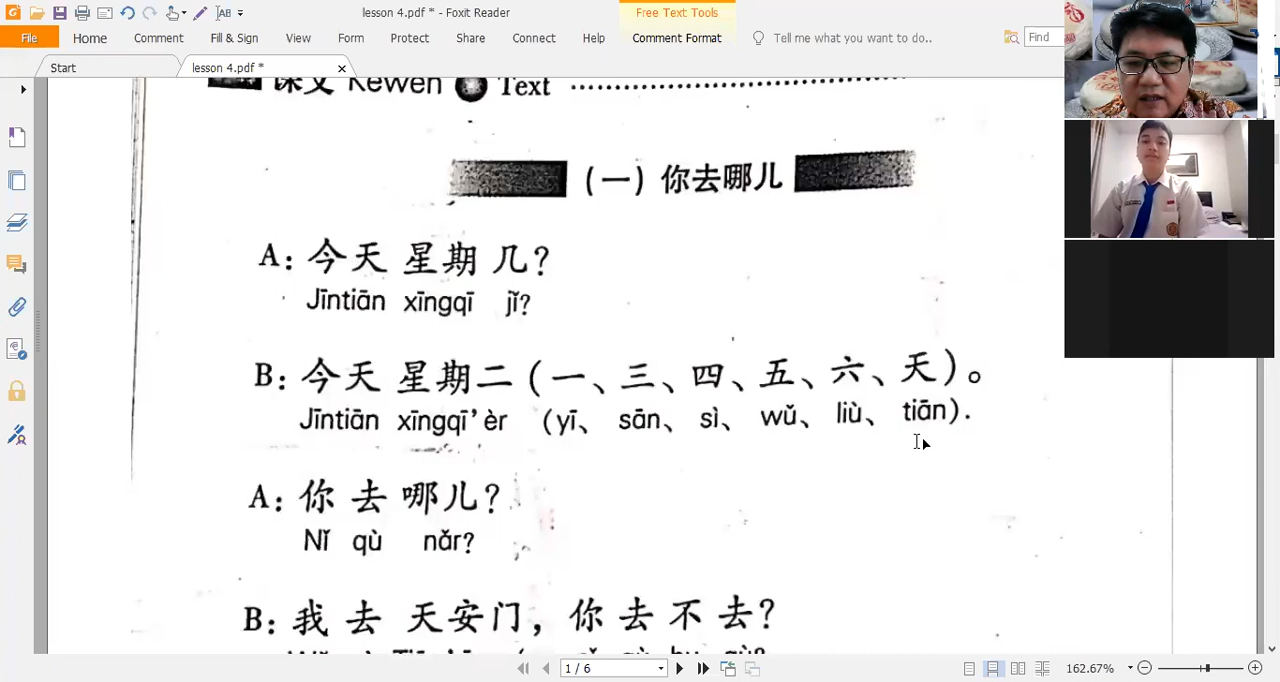 lesson 4.pdf * - Foxit Reader
Free Text Tools
File Home Comment Fill & Sign View Form Protect Share Connect Help Comment Format Tell me what you want to do.. Find
Start lesson 4.pdf *
课文 Kèwén Text
(一) 你去哪儿
A: 今天 星期 几?
Jīntiān xīngqī jǐ?
B: 今天 星期二 (一、三、四、五、六、天)。
Jīntiān xīngqī'èr (yī、 sān、 sì、 wǔ、 liù、 tiān).
A: 你 去 哪儿?
Nǐ qù nǎr?
B: 我 去 天安门, 你 去 不 去?
1 / 6
162.67%